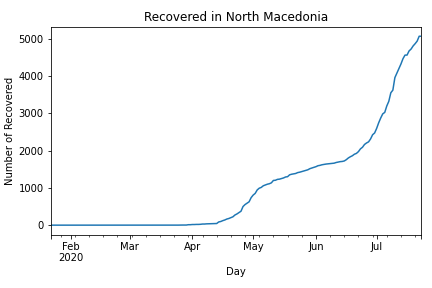 Recovered in North Macedonia
5000
4000
3000
2000
1000
0
Number of Recovered
Feb Mar Apr May Jun Jul
2020
Day